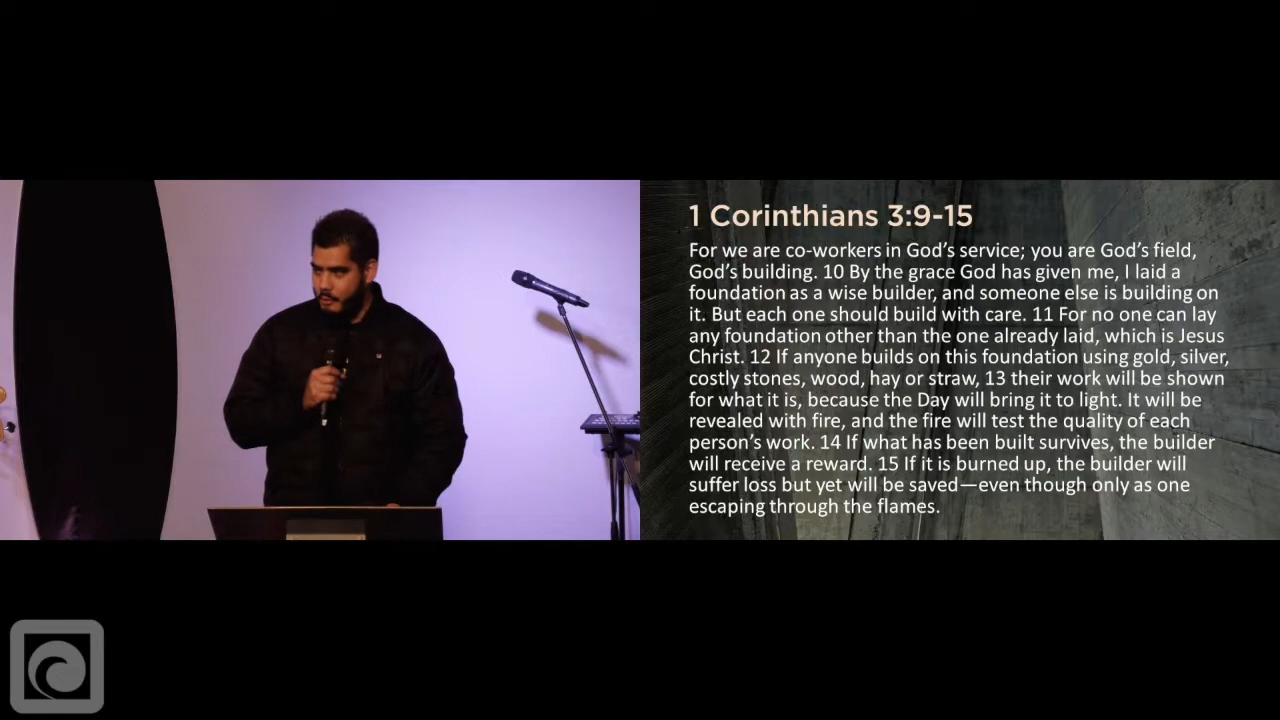 1 Corinthians 3:9-15
For we are co-workers in God’s service; you are God’s field,
God’s building. 10 By the grace God has given me, I laid a
foundation as a wise builder, and someone else is building on
it. But each one should build with care. 11 For no one can lay
any foundation other than the one already laid, which is Jesus
Christ. 12 If anyone builds on this foundation using gold, silver,
costly stones, wood, hay or straw, 13 their work will be shown
for what it is, because the Day will bring it to light. It will be
revealed with fire, and the fire will test the quality of each
person’s work. 14 If what has been built survives, the builder
will receive a reward. 15 If it is burned up, the builder will
suffer loss but yet will be saved—even though only as one
escaping through the flames.